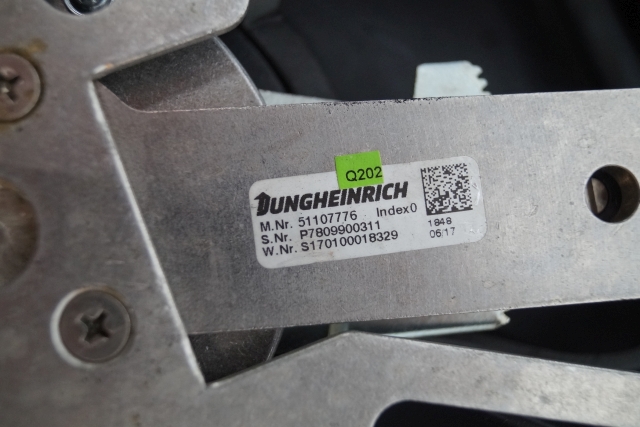 Q202
JUNGHEINRICH
M.Nr. 51107776 Index0
S.Nr. P7809900311
W.Nr. S170100018329
1848
06/17